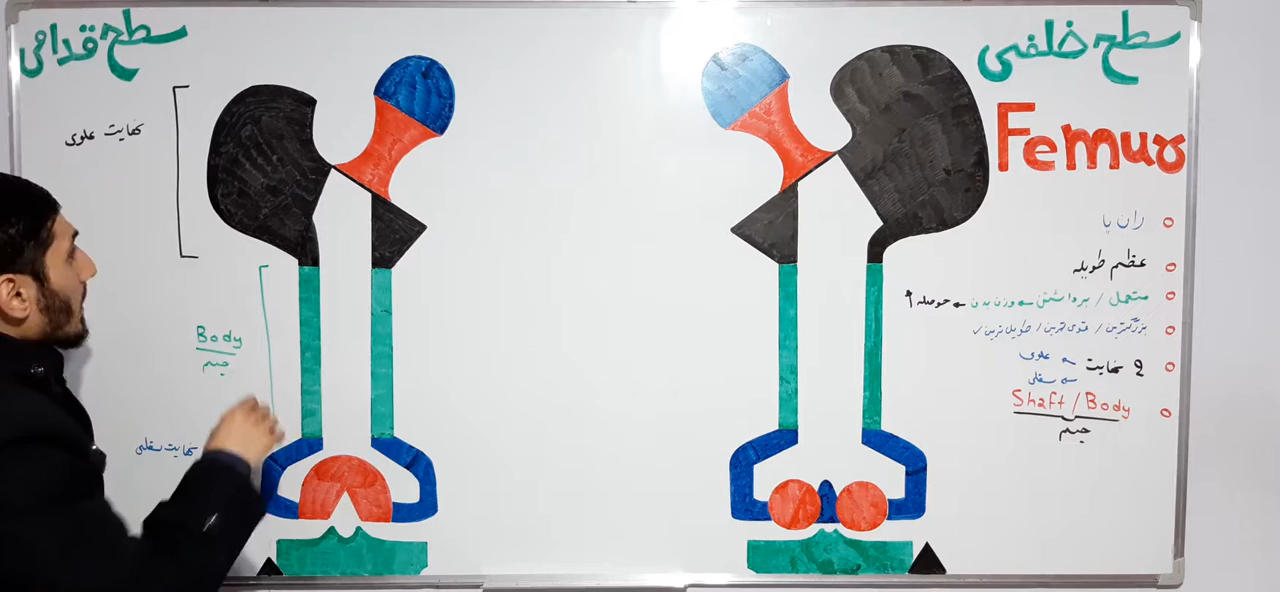 سطح خلفی
Femur
ران پا
عظم طویله
متحمل / برداشتن وزن بدن حوصله
بزرگترین / قوی ترین / طویل ترین
2 نهایت علوی
سفلی
Shaft / Body
جسم
سطح قدامی
نهایت علوی
Body
جسم
نهایت سفلی